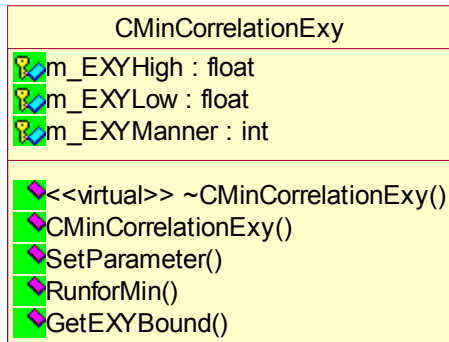 CMinCorrelationExy
m_EXYHigh : float
m_EXYLow : float
m_EXYManner : int
<<virtual>> ~CMinCorrelationExy()
CMinCorrelationExy()
SetParameter()
RunforMin()
GetEXYBound()